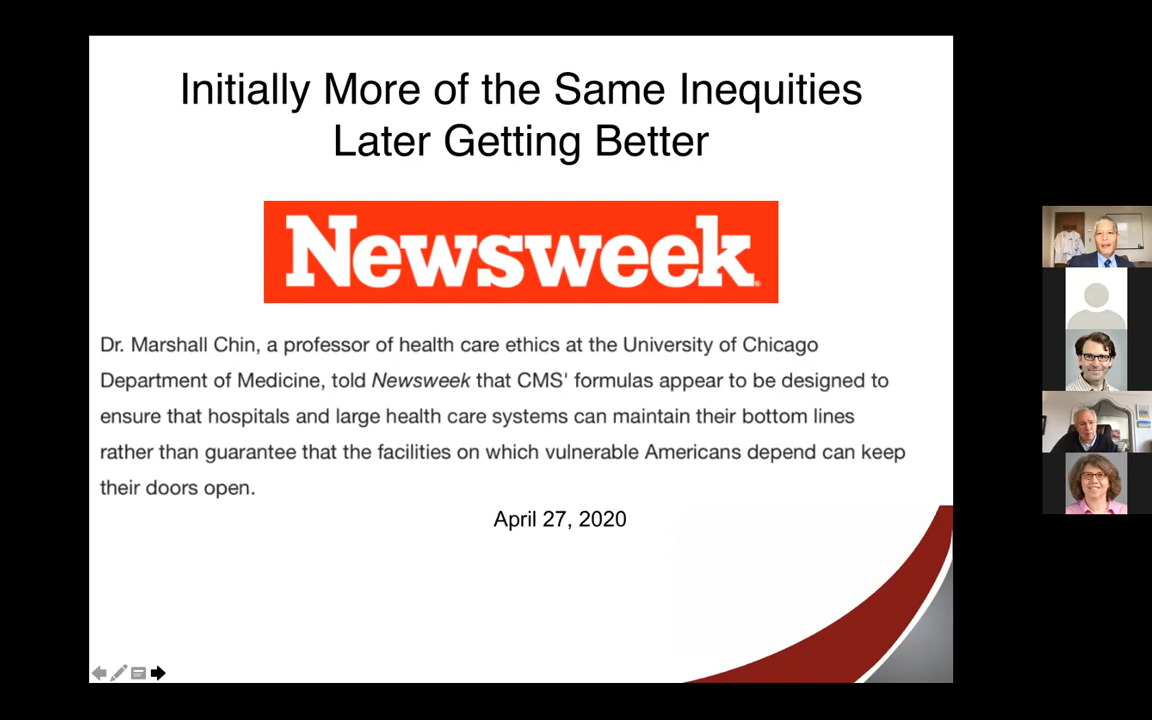 Initially More of the Same Inequities
Later Getting Better
Newsweek®
Dr. Marshall Chin, a professor of health care ethics at the University of Chicago
Department of Medicine, told Newsweek that CMS' formulas appear to be designed to
ensure that hospitals and large health care systems can maintain their bottom lines
rather than guarantee that the facilities on which vulnerable Americans depend can keep
their doors open.
April 27, 2020